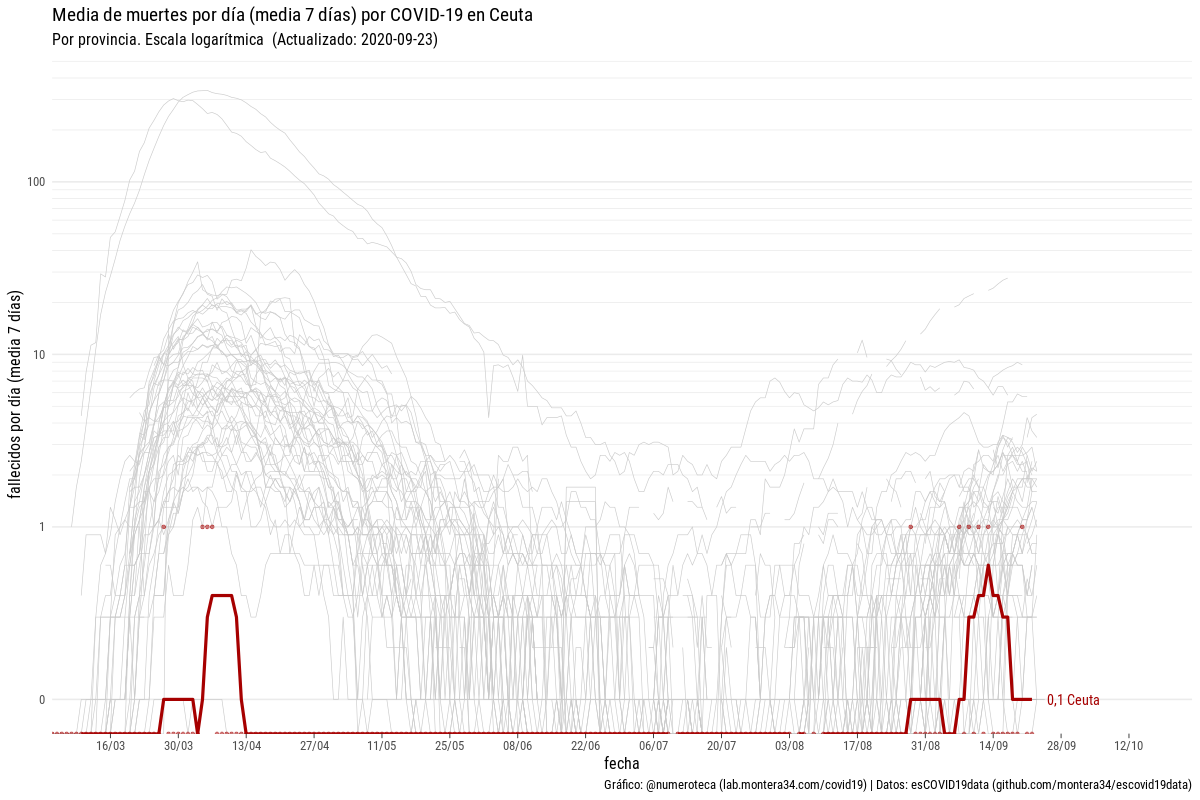 Media de muertes por día (media 7 días) por COVID-19 en Ceuta
Por provincia. Escala logarítmica  (Actualizado: 2020-09-23)
fallecidos por día (media 7 días)
100
10
1
0
0,1 Ceuta
16/03 30/03 13/04 27/04 11/05 25/05 08/06 22/06 06/07 20/07 03/08 17/08 31/08 14/09 28/09 12/10
fecha
Gráfico: @numeroteca (lab.montera34.com/covid19) | Datos: esCOVID19data (github.com/montera34/escovid19data)